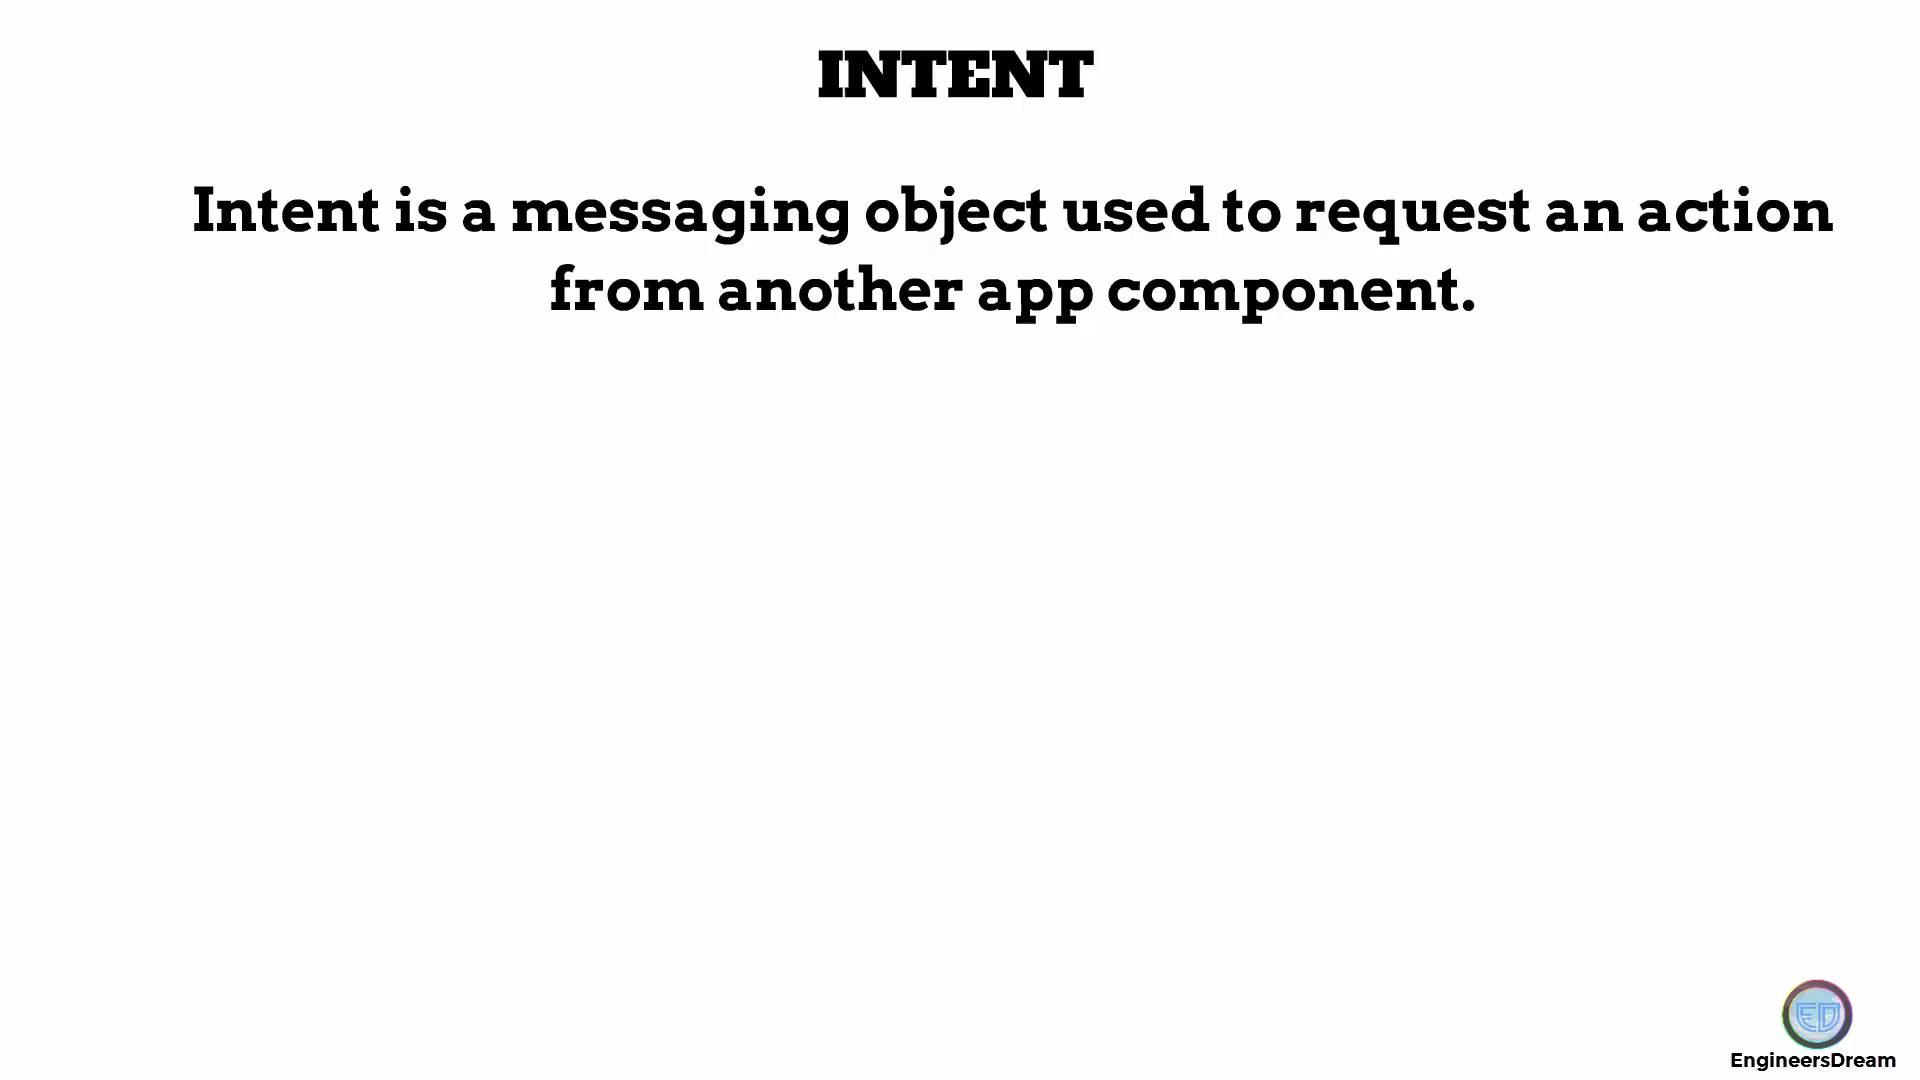 INTENT
Intent is a messaging object used to request an action
from another app component.
ED
EngineersDream